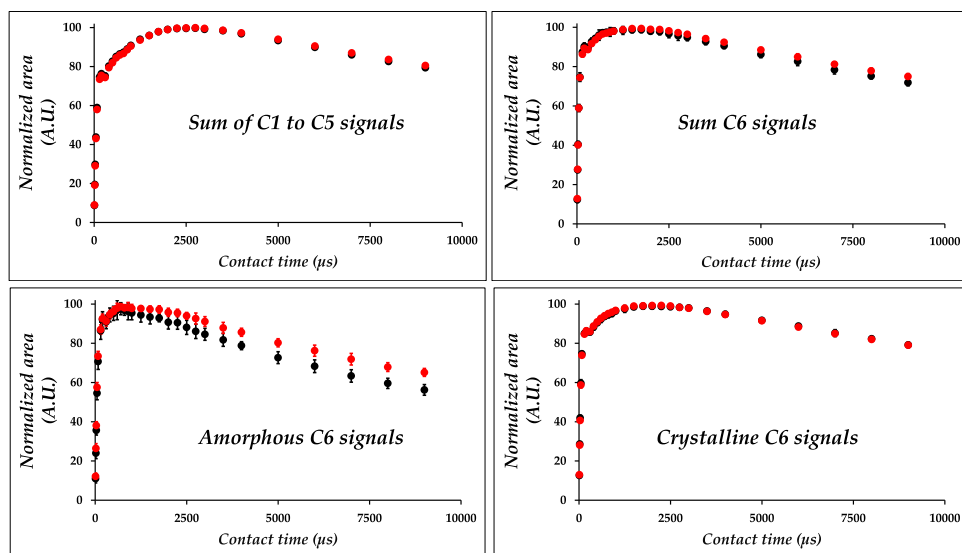 Normalized area
(A.U.)
100
80
60
40
20
0
Sum of C1 to C5 signals
0
2500
5000
7500
10000
Contact time (µs)
Normalized area
(A.U.)
100
80
60
40
20
0
Sum C6 signals
0
2500
5000
7500
10000
Contact time (µs)
Normalized area
(A.U.)
100
80
60
40
20
0
Amorphous C6 signals
0
2500
5000
7500
10000
Contact time (µs)
Normalized area
(A.U.)
100
80
60
40
20
0
Crystalline C6 signals
0
2500
5000
7500
10000
Contact time (µs)